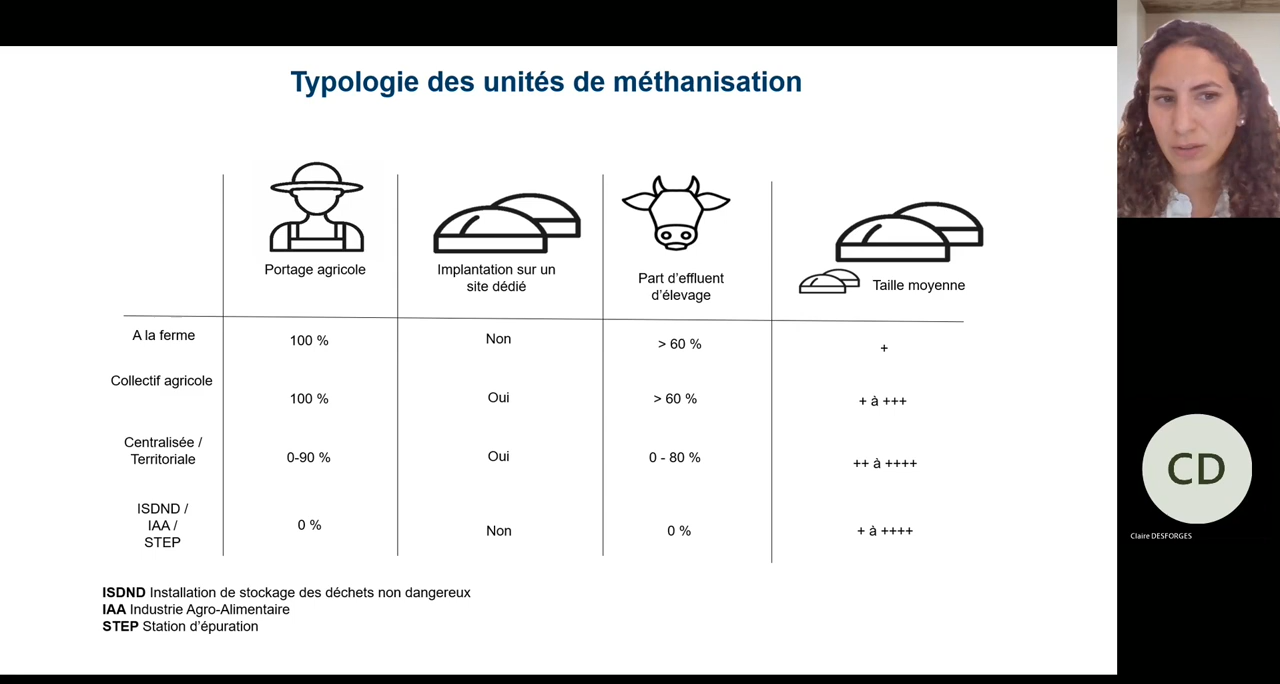 Typologie des unités de méthanisation
Portage agricole
Implantation sur un
site dédié
Part d'effluent
d'élevage
Taille moyenne
A la ferme
100 %
Non
> 60 %
+
Collectif agricole
100 %
Oui
> 60 %
+ à +++
Centralisée /
Territoriale
0-90 %
Oui
0 - 80 %
++ à ++++
ISDND /
IAA /
STEP
0 %
Non
0 %
+ à ++++
ISDND Installation de stockage des déchets non dangereux
IAA Industrie Agro-Alimentaire
STEP Station d'épuration
CD
Claire DESFORGES